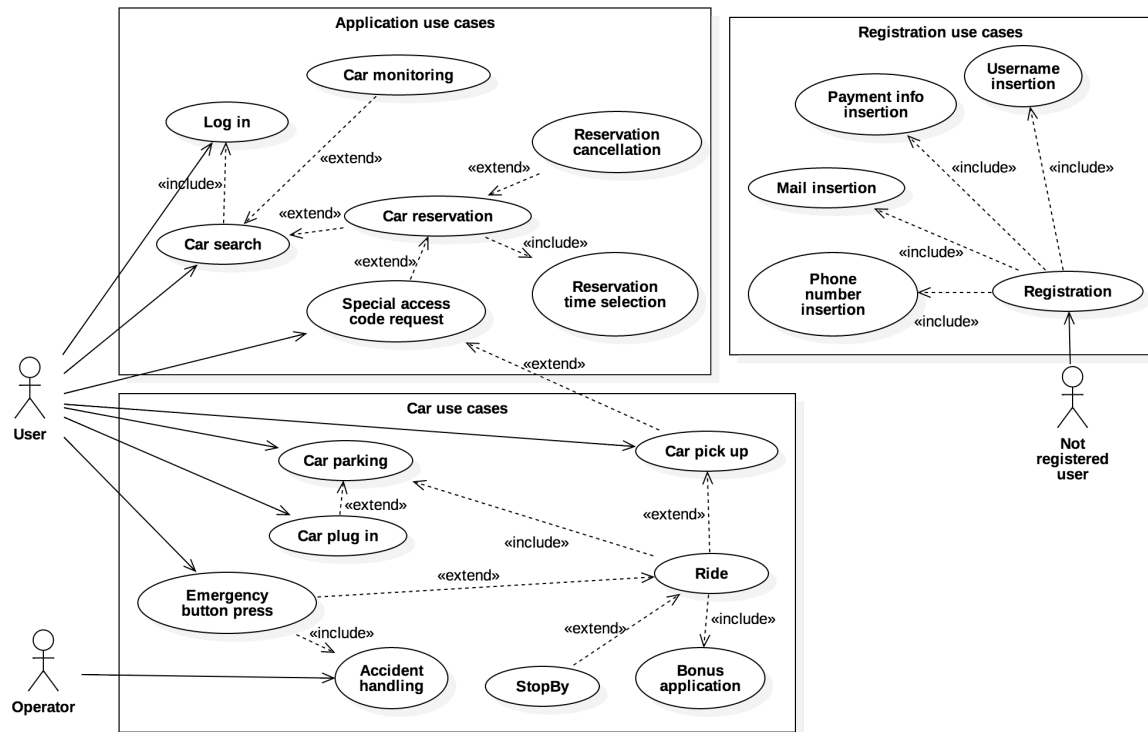 Application use cases
Car monitoring
Log in
Reservation
cancellation
«extend»
«extend»
«include»
«extend»
Car reservation
Car search
«include»
«extend»
Special access
code request
Reservation
time selection
«extend»
Registration use cases
Username
insertion
Payment info
insertion
«include»
«include»
Mail insertion
«include»
Phone
number
insertion
Registration
«include»
Not
registered
user
User
Car use cases
Car parking
Car pick up
«extend»
«extend»
Car plug in
«include»
Ride
«extend»
Emergency
button press
«include»
«extend»
«include»
Accident
handling
StopBy
Bonus
application
Operator